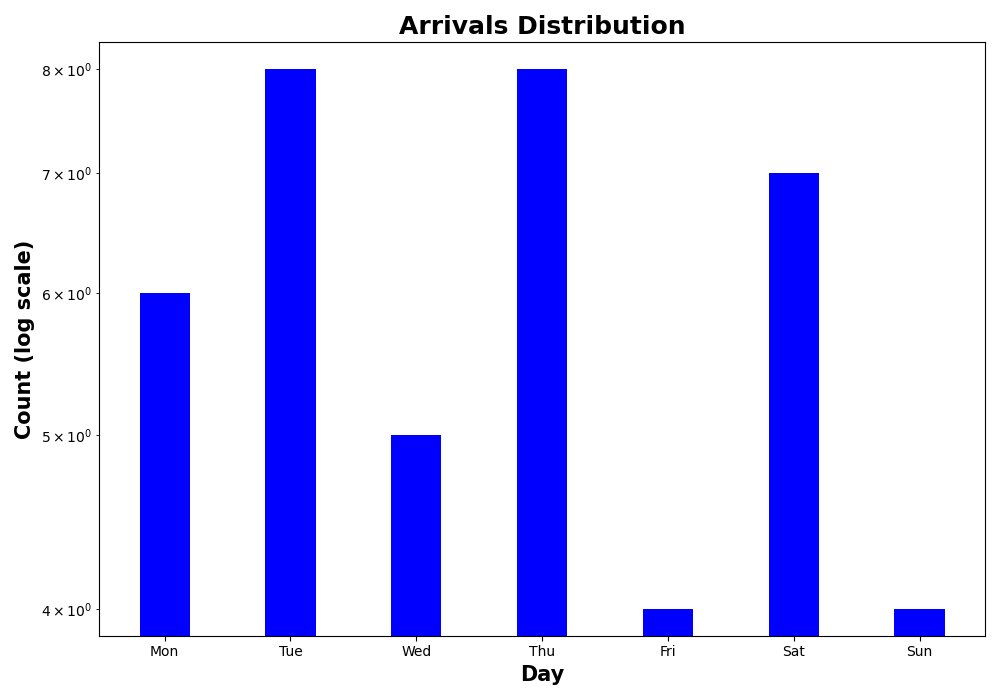 Arrivals Distribution
Count (log scale)
8 × 10⁰
7 × 10⁰
6 × 10⁰
5 × 10⁰
4 × 10⁰
Mon Tue Wed Thu Fri Sat Sun
Day